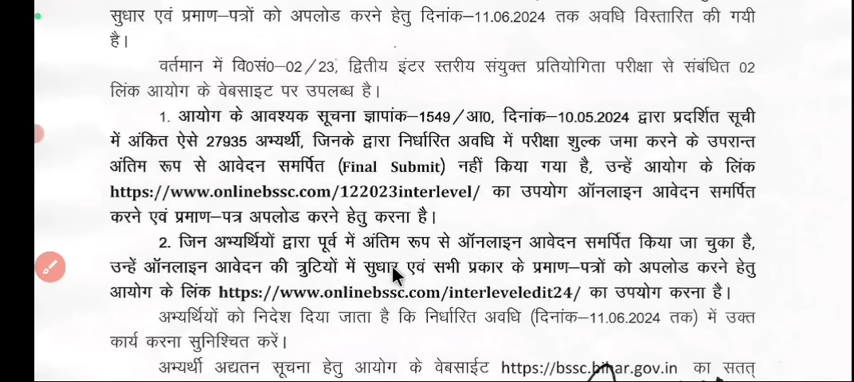 सुधार एवं प्रमाण–पत्रों को अपलोड करने हेतु दिनांक–11.06.2024 तक अवधि विस्तारित की गयी
है।
वर्तमान में वि0सं0–02/23, द्वितीय इंटर स्तरीय संयुक्त प्रतियोगिता परीक्षा से संबंधित 02
लिंक आयोग के वेबसाइट पर उपलब्ध है।
1. आयोग के आवश्यक सूचना ज्ञापांक–1549/आ0, दिनांक–10.05.2024 द्वारा प्रदर्शित सूची
में अंकित ऐसे 27935 अभ्यर्थी, जिनके द्वारा निर्धारित अवधि में परीक्षा शुल्क जमा करने के उपरान्त
अंतिम रूप से आवेदन समर्पित (Final Submit) नहीं किया गया है, उन्हें आयोग के लिंक
https://www.onlinebssc.com/122023interlevel/ का उपयोग ऑनलाइन आवेदन समर्पित
करने एवं प्रमाण–पत्र अपलोड करने हेतु करना है।
2. जिन अभ्यर्थियों द्वारा पूर्व में अंतिम रूप से ऑनलाइन आवेदन समर्पित किया जा चुका है,
उन्हें ऑनलाइन आवेदन की त्रुटियों में सुधार एवं सभी प्रकार के प्रमाण–पत्रों को अपलोड करने हेतु
आयोग के लिंक https://www.onlinebssc.com/interleveledit24/ का उपयोग करना है।
अभ्यर्थियों को निदेश दिया जाता है कि निर्धारित अवधि (दिनांक–11.06.2024 तक) में उक्त
कार्य करना सुनिश्चित करें।
अभ्यर्थी अद्यतन सूचना हेतु आयोग के वेबसाईट https://bssc.bihar.gov.in का सतत्